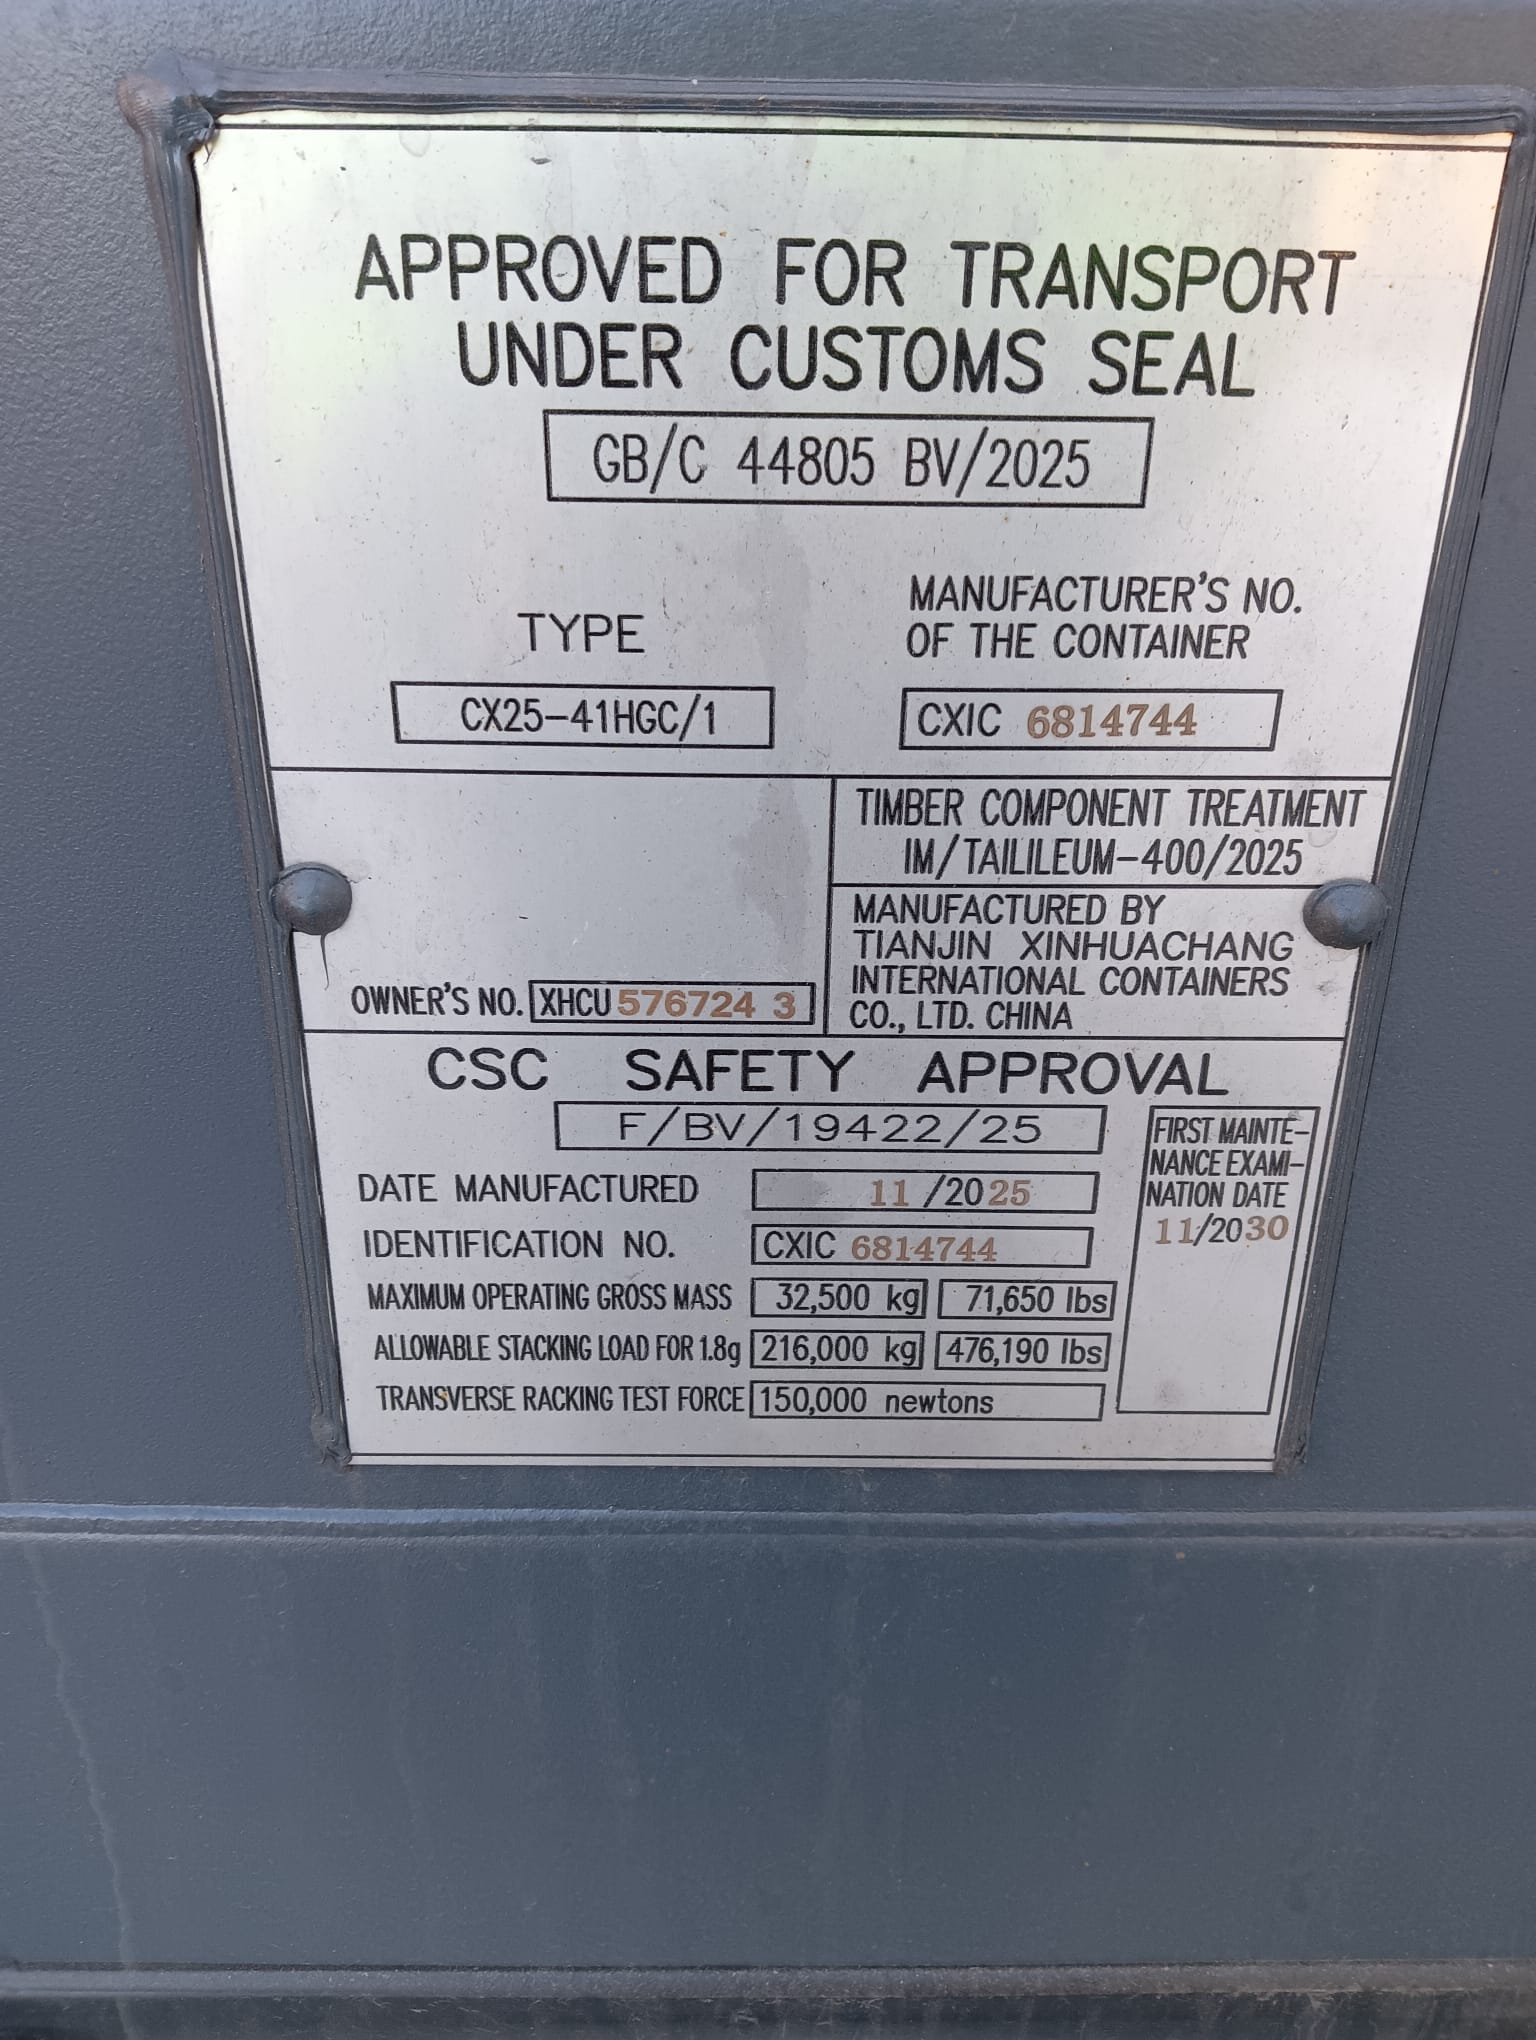 APPROVED FOR TRANSPORT
UNDER CUSTOMS SEAL
GB/C 44805 BV/2025
TYPE
CX25-41HGC/1
MANUFACTURER'S NO.
OF THE CONTAINER
CXIC 6814744
TIMBER COMPONENT TREATMENT
IM/TAILILEUM-400/2025
MANUFACTURED BY
TIANJIN XINHUACHANG
INTERNATIONAL CONTAINERS
CO., LTD. CHINA
OWNER'S NO. XHCU 576724 3
CSC SAFETY APPROVAL
F/BV/19422/25
DATE MANUFACTURED 11/2025
IDENTIFICATION NO. CXIC 6814744
MAXIMUM OPERATING GROSS MASS 32,500 kg 71,650 lbs
ALLOWABLE STACKING LOAD FOR 1.8g 216,000 kg 476,190 lbs
TRANSVERSE RACKING TEST FORCE 150,000 newtons
FIRST MAINTE-
NANCE EXAMI-
NATION DATE
11/2030